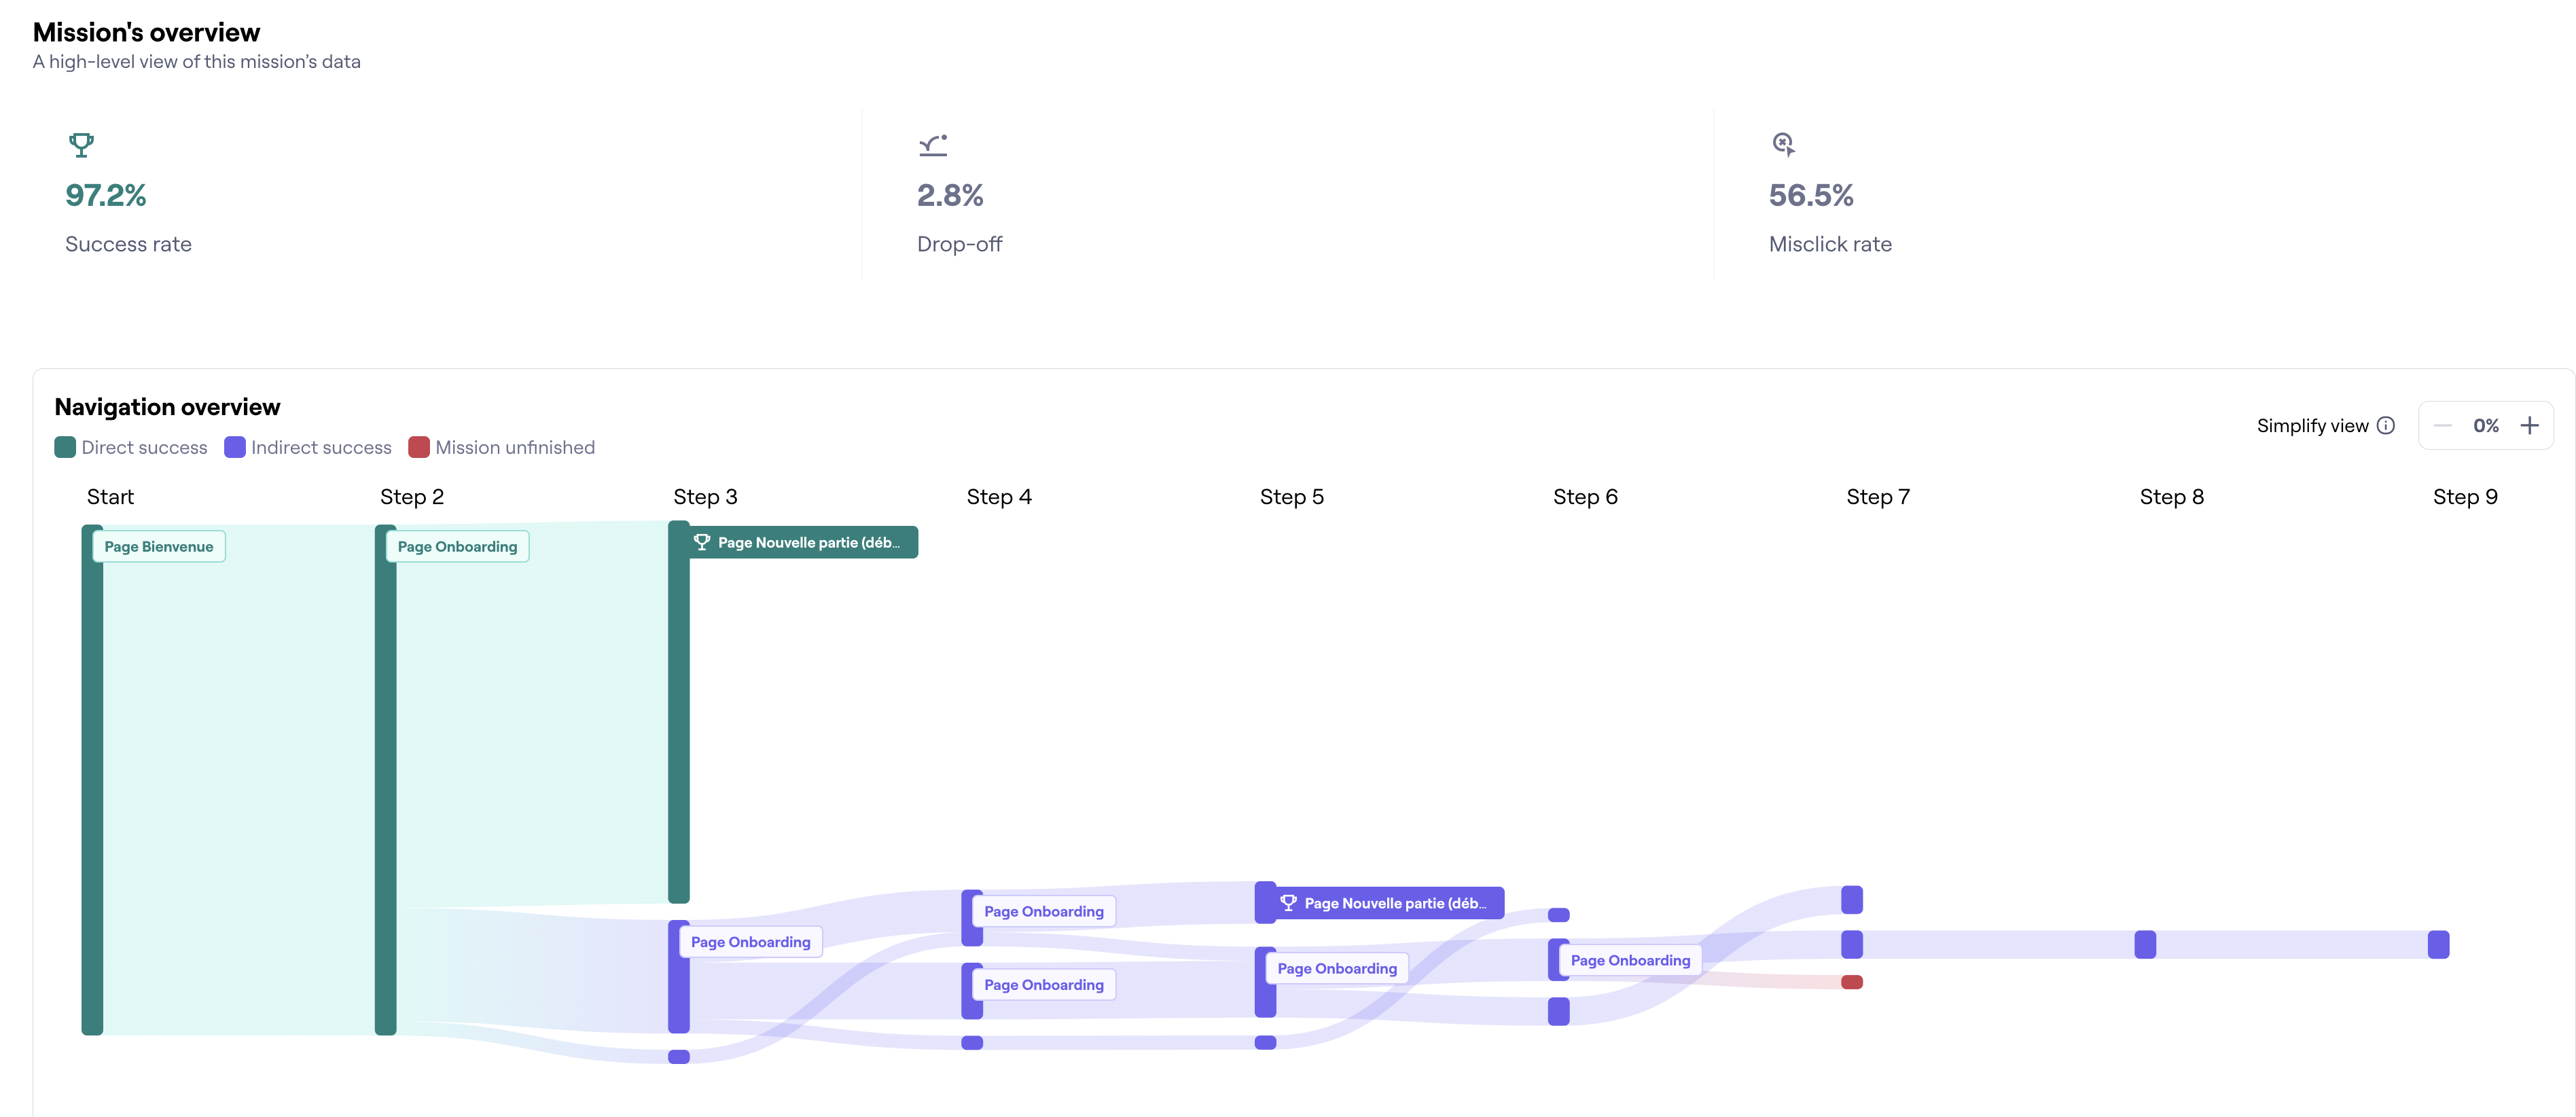 Mission's overview
A high-level view of this mission's data
97.2%
Success rate
2.8%
Drop-off
56.5%
Misclick rate
Navigation overview
Direct success
Indirect success
Mission unfinished
Simplify view
0%
Start
Step 2
Step 3
Step 4
Step 5
Step 6
Step 7
Step 8
Step 9
Page Bienvenue
Page Onboarding
Page Nouvelle partie (déb...
Page Onboarding
Page Onboarding
Page Onboarding
Page Nouvelle partie (déb...
Page Onboarding
Page Onboarding